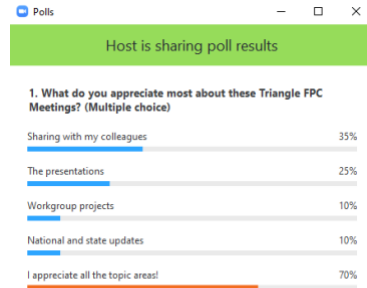 Polls
Host is sharing poll results
1. What do you appreciate most about these Triangle FPC
Meetings? (Multiple choice)
Sharing with my colleagues 35%
The presentations 25%
Workgroup projects 10%
National and state updates 10%
I appreciate all the topic areas! 70%